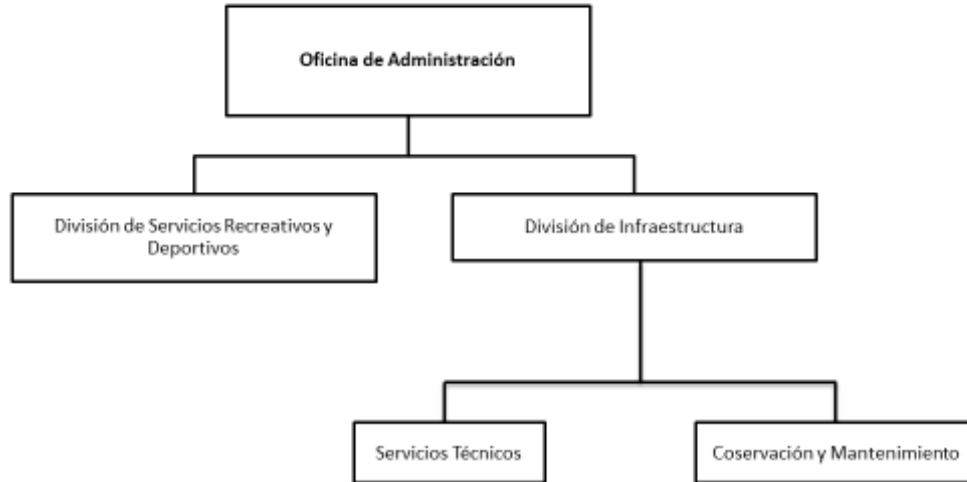 Oficina de Administración
División de Servicios Recreativos y
Deportivos
División de Infraestructura
Servicios Técnicos
Coservación y Mantenimiento